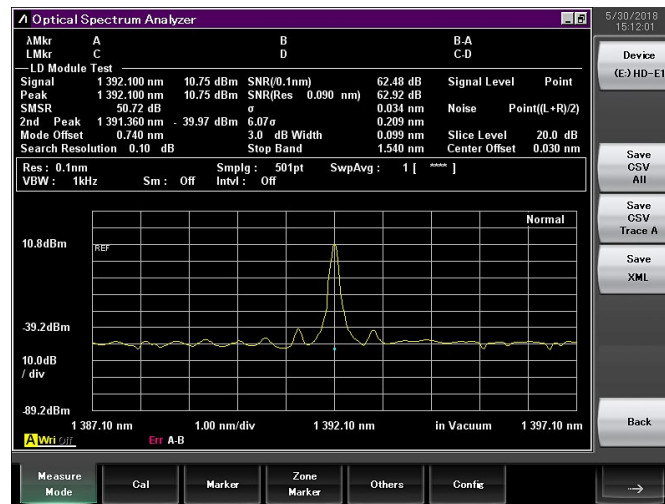 Optical Spectrum Analyzer
5/30/2018
15:12:01
λMkr A B B-A
LMkr C D C-D
LD Module Test
Signal 1 392.100 nm 10.75 dBm SNR(/0.1nm) 62.48 dB Signal Level Point
Peak 1 392.100 nm 10.75 dBm SNR(Res 0.090 nm) 62.92 dB
SMSR 50.72 dB σ 0.034 nm Noise Point((L+R)/2)
2nd Peak 1 391.360 nm - 39.97 dBm 6.07σ 0.209 nm
Mode Offset 0.740 nm 3.0 dB Width 0.099 nm Slice Level 20.0 dB
Search Resolution 0.10 dB Stop Band 1.540 nm Center Offset 0.030 nm
Res : 0.1nm Smplg : 501pt SwpAvg : 1 [ **** ]
VBW : 1kHz Sm : Off Intvl : Off
Normal
10.8dBm
REF
-39.2dBm
10.0dB
/ div
-89.2dBm
1 387.10 nm 1.00 nm/div 1 392.10 nm in Vacuum 1 397.10 nm
A Wri Off Err A-B
Device
(E:) HD-E1
Save
CSV
All
Save
CSV
Trace A
Save
XML
Back
Measure
Mode
Cal
Marker
Zone
Marker
Others
Config